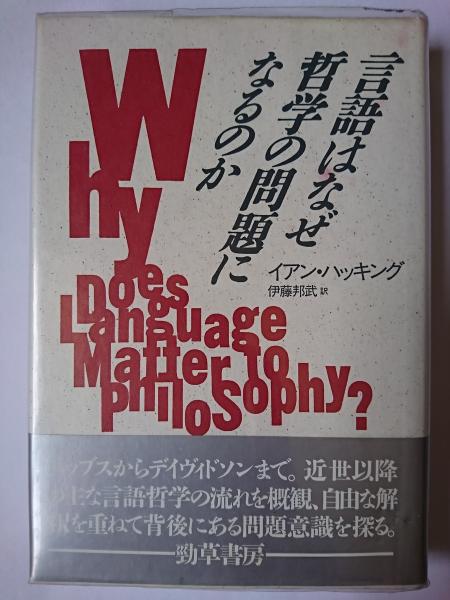 言語はなぜ
哲学の問題に
なるのか
イアン・ハッキング
伊藤邦武 訳
Why
Does
Language
Matter to
Philosophy?
ホッブスからデイヴィドソンまで。近世以降
の主な言語哲学の流れを概観、自由な解
釈を重ねて背後にある問題意識を探る。
勁草書房